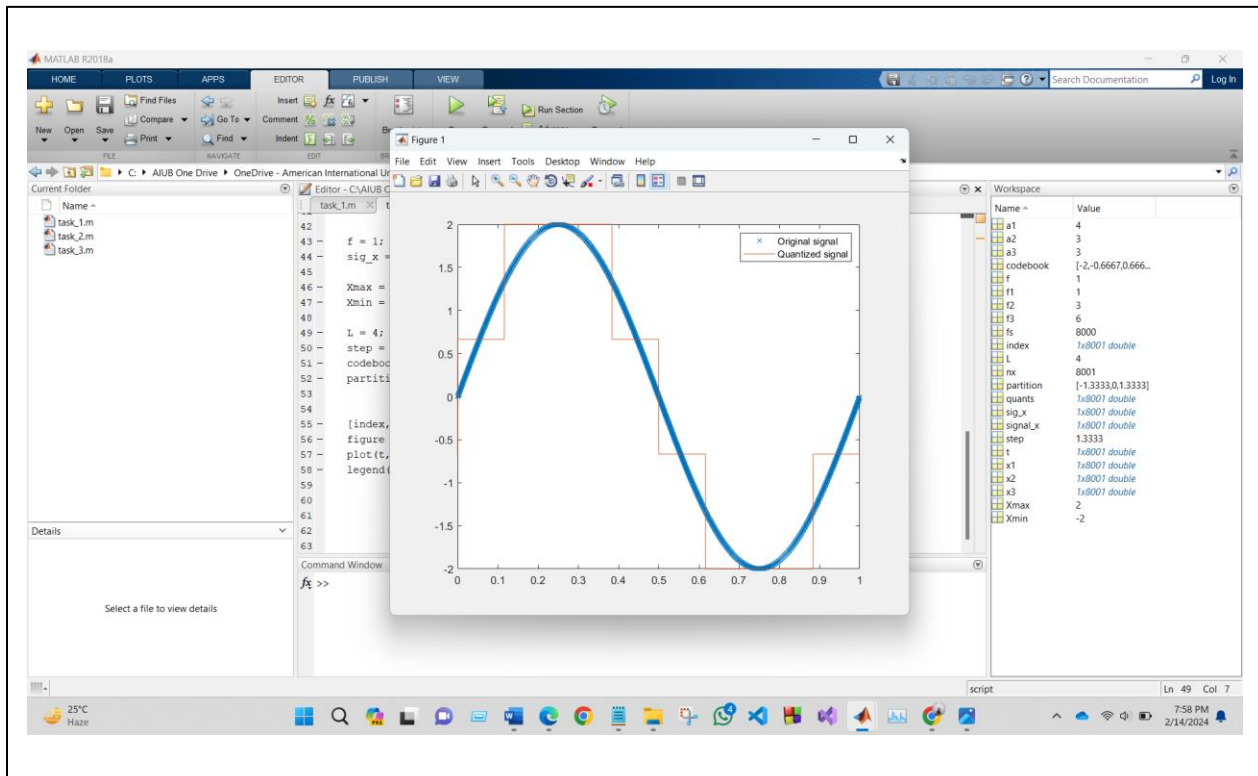 MATLAB R2018a
HOME PLOTS APPS EDITOR PUBLISH VIEW
Search Documentation Log In
New Open Save
Find Files
Compare
Print
FILE
Go To
Find
NAVIGATE
Insert
Comment
Indent
EDIT
Run Section
C: ▸ AIUB One Drive ▸ OneDrive - American International Un
Current Folder
Name
task_1.m
task_2.m
task_3.m
Details
Select a file to view details
Editor - C:\AIUB O
task_1.m
42
43 - f = 1;
44 - sig_x =
45
46 - Xmax =
47 - Xmin =
48
49 - L = 4;
50 - step =
51 - codeboo
52 - partiti
53
54
55 - [index,
56 - figure
57 - plot(t,
58 - legend(
59
60
61
62
63
Command Window
fx >>
Figure 1
File Edit View Insert Tools Desktop Window Help
Original signal
Quantized signal
2
1.5
1
0.5
0
-0.5
-1
-1.5
-2
0 0.1 0.2 0.3 0.4 0.5 0.6 0.7 0.8 0.9 1
Workspace
Name Value
a1 4
a2 3
a3 3
codebook [-2,-0.6667,0.666...
f 1
f1 1
f2 3
f3 6
fs 8000
index 1x8001 double
L 4
nx 8001
partition [-1.3333,0,1.3333]
quants 1x8001 double
sig_x 1x8001 double
signal_x 1x8001 double
step 1.3333
t 1x8001 double
x1 1x8001 double
x2 1x8001 double
x3 1x8001 double
Xmax 2
Xmin -2
script Ln 49 Col 7
25°C
Haze
4
7:58 PM
2/14/2024